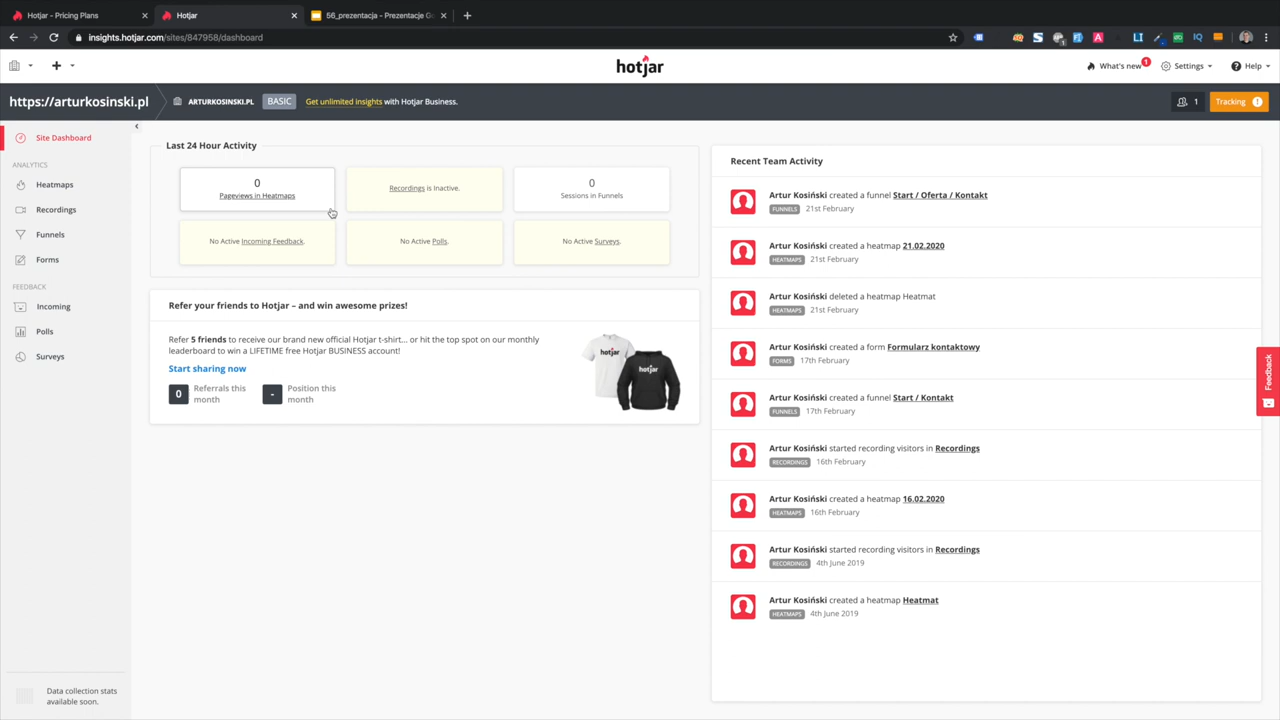 Hotjar - Pricing Plans
Hotjar
56_prezentacja - Prezentacje G
insights.hotjar.com/sites/847958/dashboard
hotjar
What's new
1
Settings
Help
https://arturkosinski.pl
ARTURKOSINSKI.PL
BASIC
Get unlimited insights with Hotjar Business.
1
Tracking
Site Dashboard
ANALYTICS
Heatmaps
Recordings
Funnels
Forms
FEEDBACK
Incoming
Polls
Surveys
Data collection stats
available soon.
Last 24 Hour Activity
0
Pageviews in Heatmaps
Recordings is Inactive.
0
Sessions in Funnels
No Active Incoming Feedback.
No Active Polls.
No Active Surveys.
Refer your friends to Hotjar – and win awesome prizes!
Refer 5 friends to receive our brand new official Hotjar t-shirt... or hit the top spot on our monthly
leaderboard to win a LIFETIME free Hotjar BUSINESS account!
Start sharing now
0
Referrals this
month
-
Position this
month
hotjar
hotjar
Recent Team Activity
Artur Kosiński created a funnel Start / Oferta / Kontakt
FUNNELS 21st February
Artur Kosiński created a heatmap 21.02.2020
HEATMAPS 21st February
Artur Kosiński deleted a heatmap Heatmat
HEATMAPS 21st February
Artur Kosiński created a form Formularz kontaktowy
FORMS 17th February
Artur Kosiński created a funnel Start / Kontakt
FUNNELS 17th February
Artur Kosiński started recording visitors in Recordings
RECORDINGS 16th February
Artur Kosiński created a heatmap 16.02.2020
HEATMAPS 16th February
Artur Kosiński started recording visitors in Recordings
RECORDINGS 4th June 2019
Artur Kosiński created a heatmap Heatmat
HEATMAPS 4th June 2019
Feedback